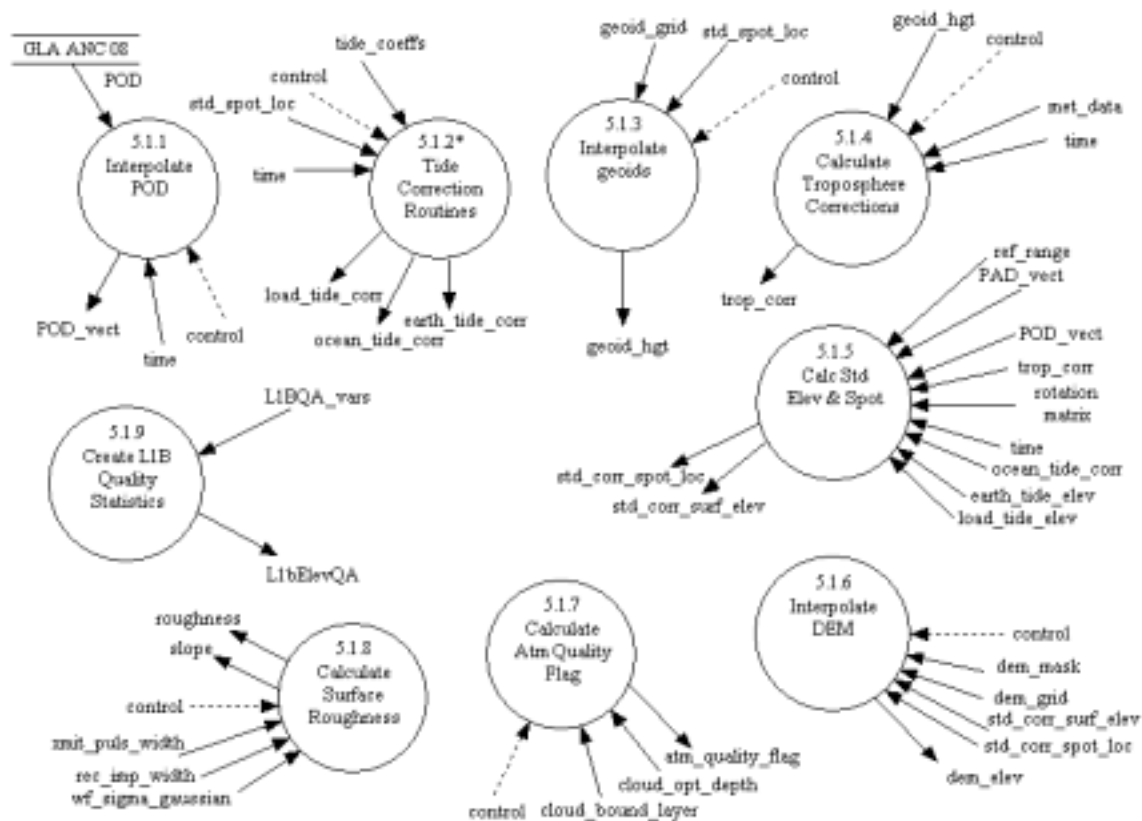 GLA ANC 08
POD
5.1.1
Interpolate
POD
POD_vect
time
control
tide_coeffs
control
std_spot_loc
time
5.1.2*
Tide
Correction
Routines
load_tide_corr
ocean_tide_corr
earth_tide_corr
geoid_grid
std_spot_loc
control
5.1.3
Interpolate
geoids
geoid_hgt
geoid_hgt
control
met_data
time
5.1.4
Calculate
Troposphere
Corrections
trop_corr
ref_range
PAD_vect
POD_vect
trop_corr
rotation
matrix
time
ocean_tide_corr
earth_tide_elev
load_tide_elev
5.1.5
Calc Std
Elev & Spot
std_corr_spot_loc
std_corr_surf_elev
L1BQA_vars
5.1.9
Create L1B
Quality
Statistics
L1bElevQA
roughness
slope
control
xmit_puls_width
rec_imp_width
wf_sigma_gaussian
5.1.8
Calculate
Surface
Roughness
5.1.7
Calculate
Atm Quality
Flag
atm_quality_flag
cloud_opt_depth
cloud_bound_layer
control
5.1.6
Interpolate
DEM
control
dem_mask
dem_grid
std_corr_surf_elev
std_corr_spot_loc
dem_elev